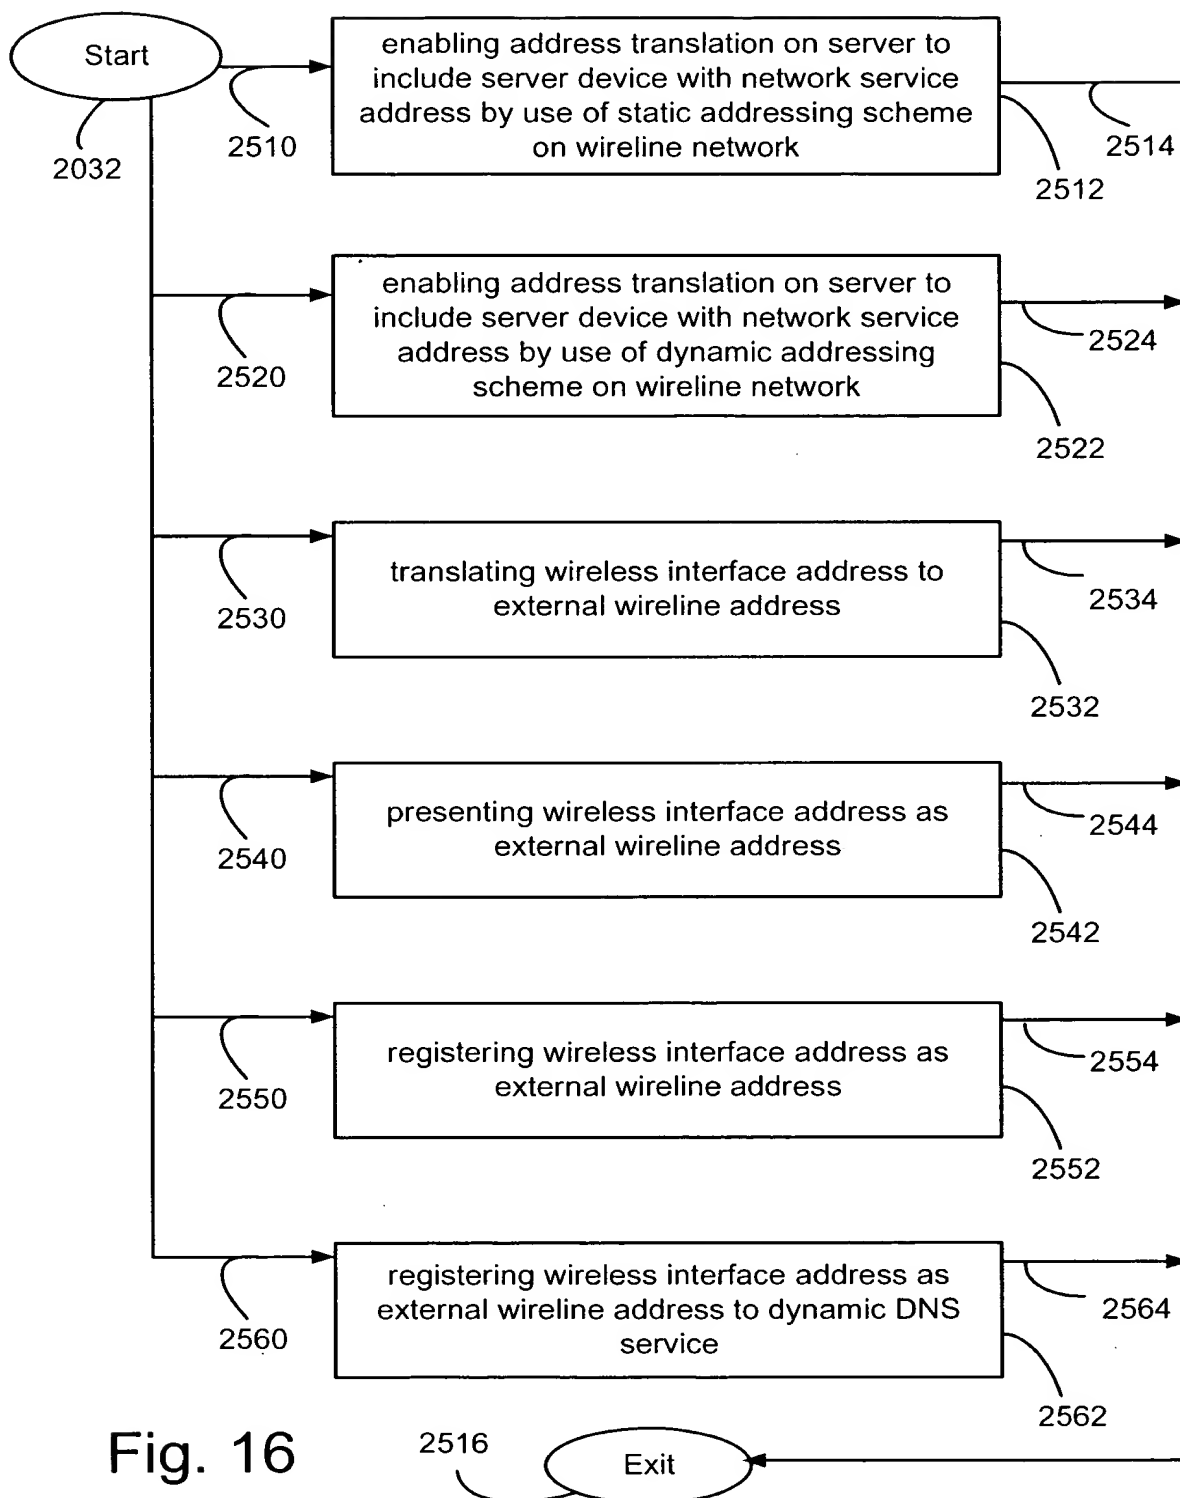 Start
2032
2510
enabling address translation on server to
include server device with network service
address by use of static addressing scheme
on wireline network
2514
2512
2520
enabling address translation on server to
include server device with network service
address by use of dynamic addressing
scheme on wireline network
2524
2522
2530
translating wireless interface address to
external wireline address
2534
2532
2540
presenting wireless interface address as
external wireline address
2544
2542
2550
registering wireless interface address as
external wireline address
2554
2552
2560
registering wireless interface address as
external wireline address to dynamic DNS
service
2564
2562
Fig. 16
2516
Exit